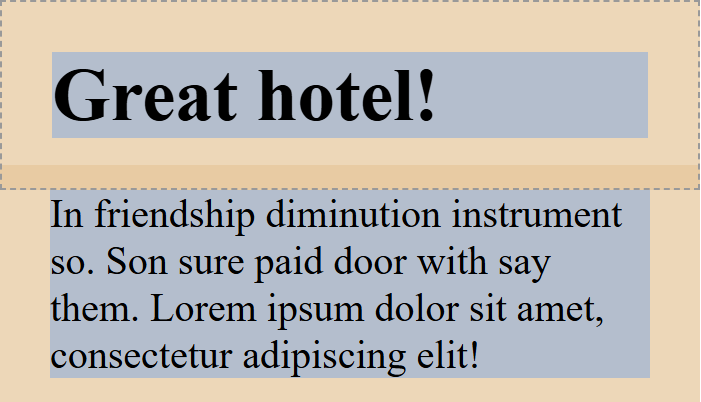 Great hotel!
In friendship diminution instrument
so. Son sure paid door with say
them. Lorem ipsum dolor sit amet,
consectetur adipiscing elit!